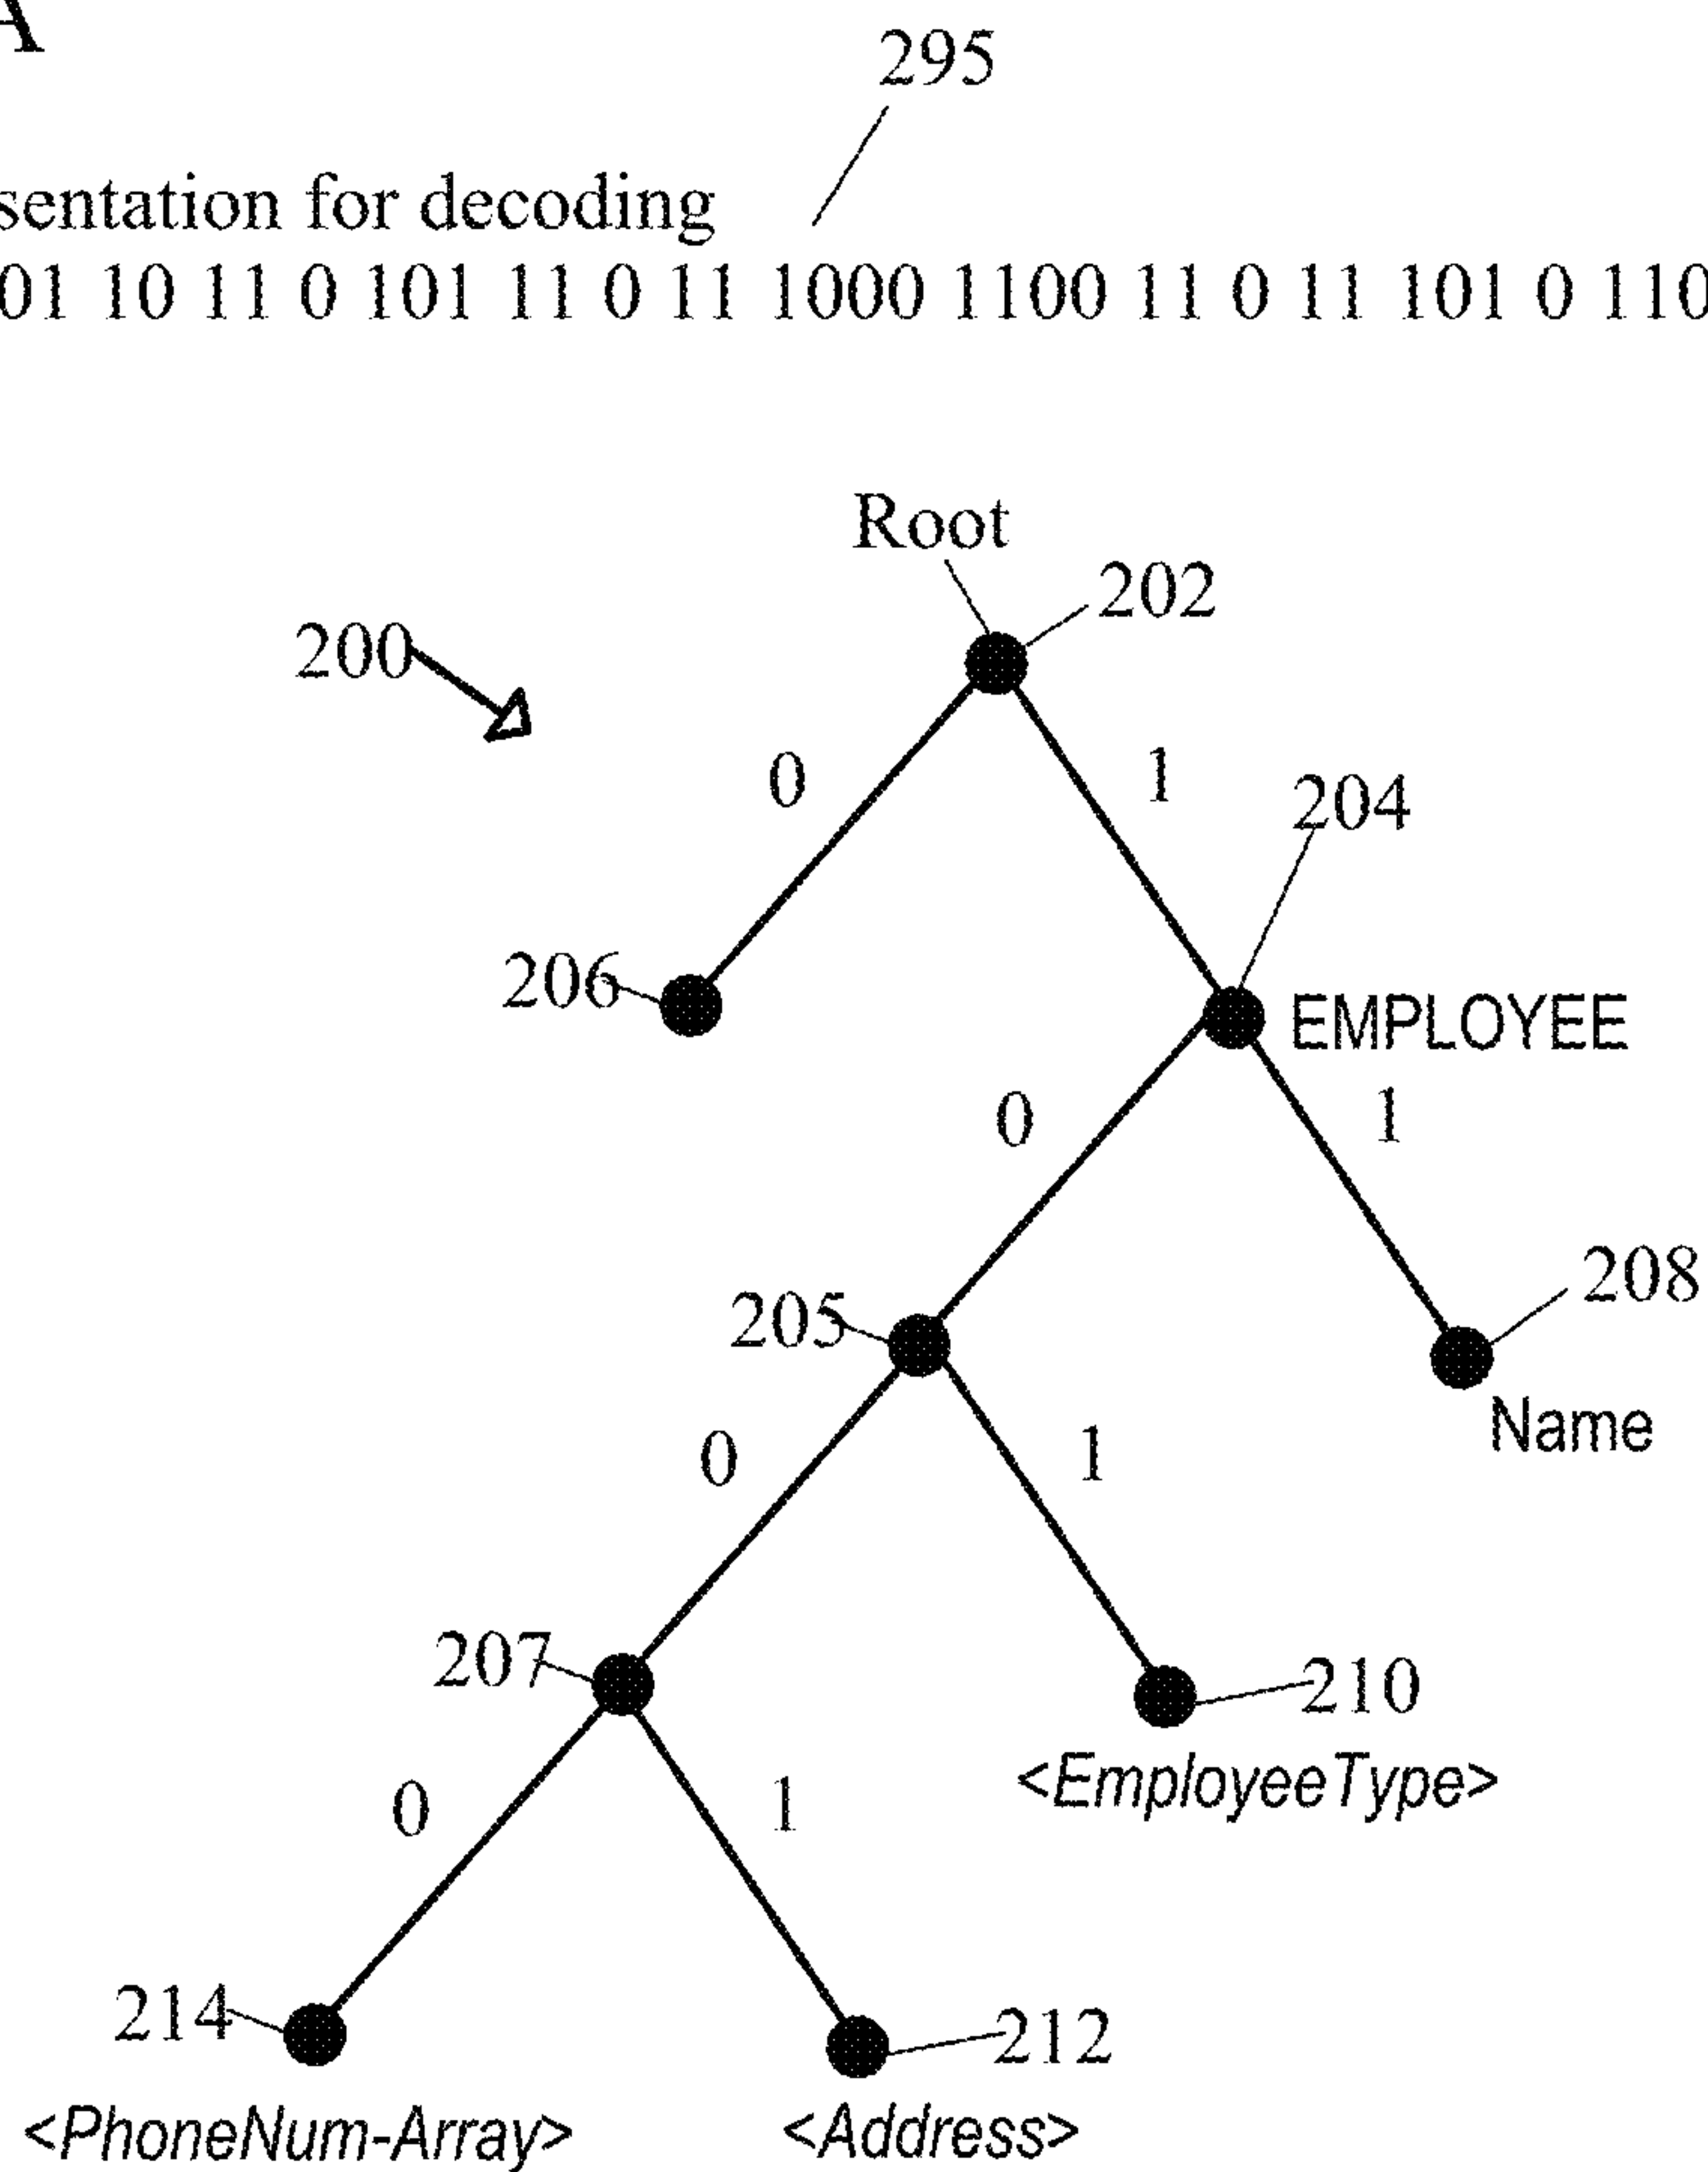 A
295
sentation for decoding
01 10 11 0 101 11 0 11 1000 1100 11 0 11 101 0 110
Root
202
200
0
1
204
206
EMPLOYEE
0
1
208
205
Name
0
1
207
210
<EmployeeType>
0
1
214
212
<PhoneNum-Array>
<Address>